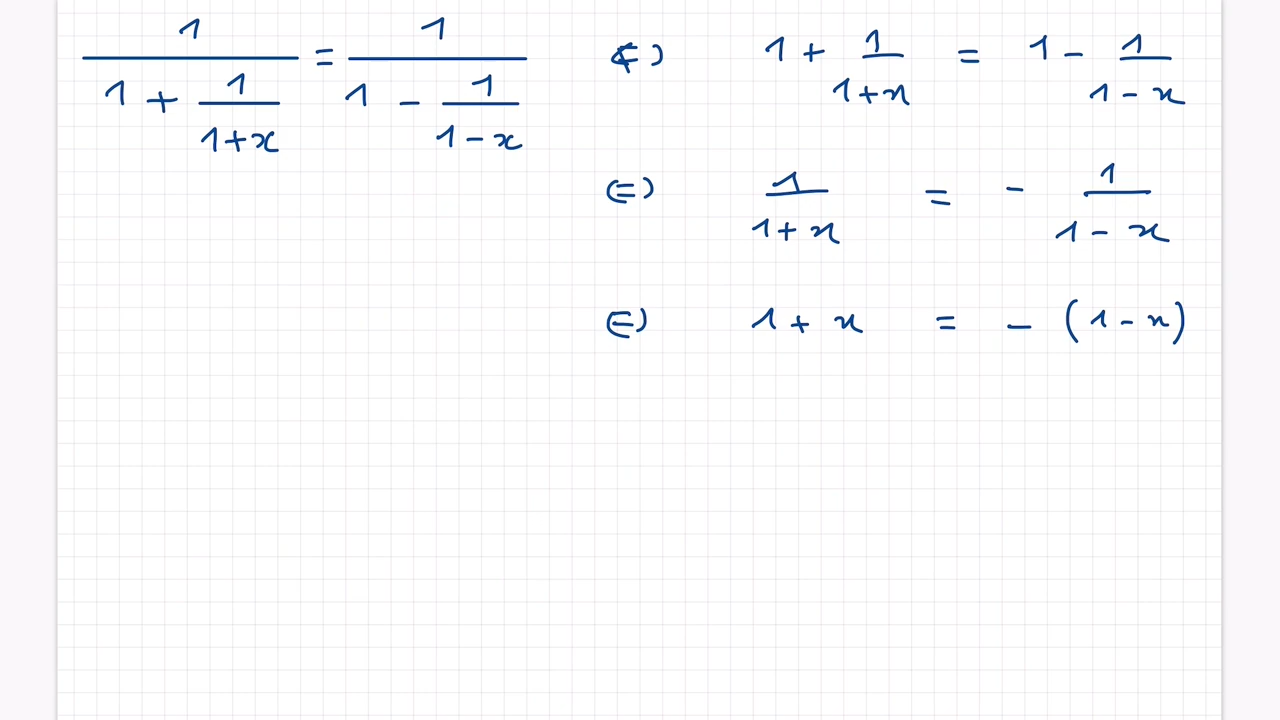 1/(1 + 1/(1+x)) = 1/(1 - 1/(1-x)) ⇔ 1 + 1/(1+x) = 1 - 1/(1-x)
⇔ 1/(1+x) = - 1/(1-x)
⇔ 1 + x = - (1-x)